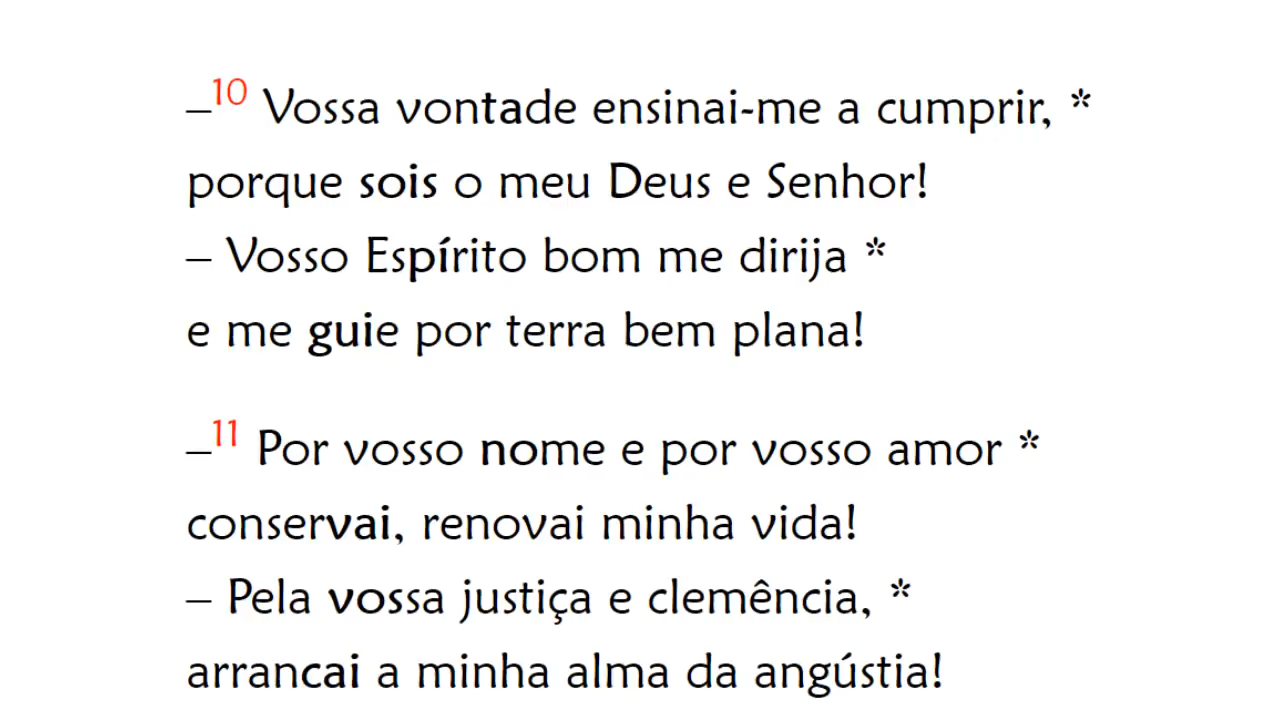 –10 Vossa vontade ensinai-me a cumprir, *
porque sois o meu Deus e Senhor!
– Vosso Espírito bom me dirija *
e me guie por terra bem plana!
–11 Por vosso nome e por vosso amor *
conservai, renovai minha vida!
– Pela vossa justiça e clemência, *
arrancai a minha alma da angústia!